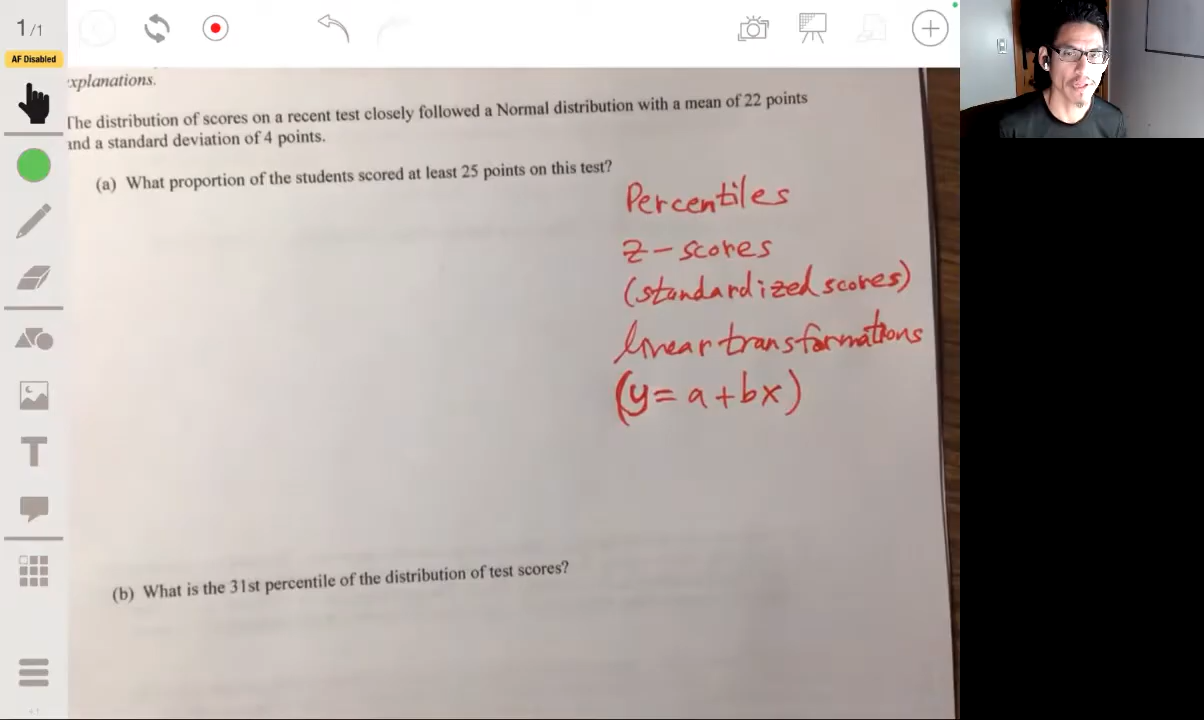 1/1
AF Disabled
xplanations.
The distribution of scores on a recent test closely followed a Normal distribution with a mean of 22 points
and a standard deviation of 4 points.
(a) What proportion of the students scored at least 25 points on this test?
Percentiles
z-scores
(standardized scores)
linear transformations
(y = a + bx)
(b) What is the 31st percentile of the distribution of test scores?
T